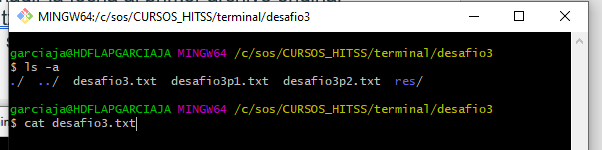 MINGW64:/c/sos/CURSOS_HITSS/terminal/desafio3
garciaja@HDFLAPGARCIAJA MINGW64 /c/sos/CURSOS_HITSS/terminal/desafio3
$ ls -a
./ ../ desafio3.txt desafio3p1.txt desafio3p2.txt res/
garciaja@HDFLAPGARCIAJA MINGW64 /c/sos/CURSOS_HITSS/terminal/desafio3
$ cat desafio3.txt